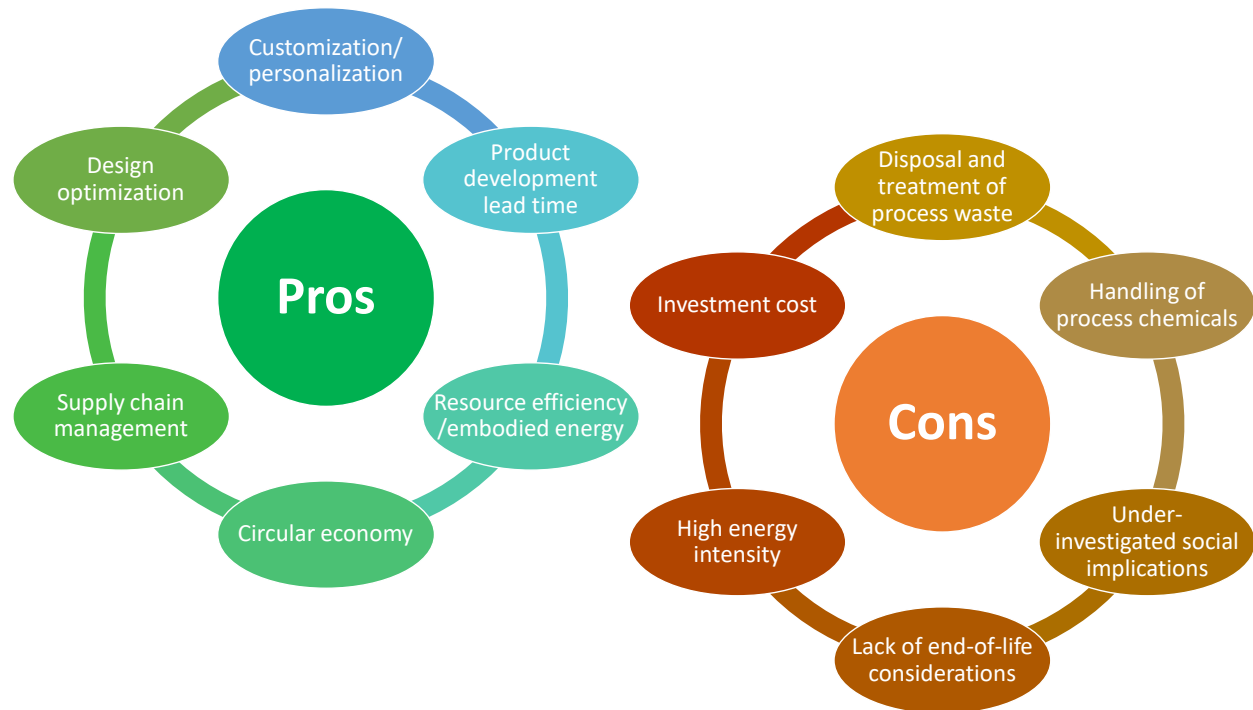 Customization/
personalization
Product
development
lead time
Resource efficiency
/embodied energy
Circular economy
Supply chain
management
Design
optimization
Pros
Disposal and
treatment of
process waste
Handling of
process chemicals
Under-
investigated social
implications
Lack of end-of-life
considerations
High energy
intensity
Investment cost
Cons